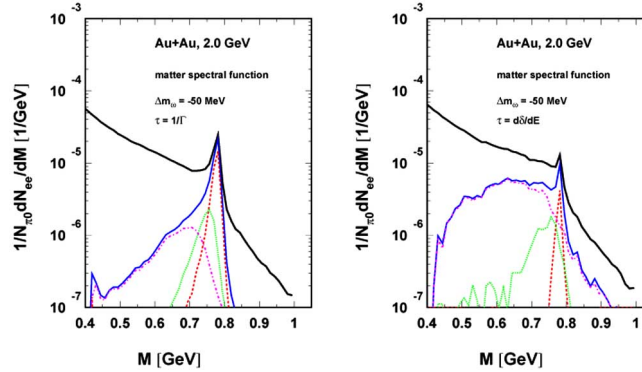 10⁻³
10⁻⁴
10⁻⁵
10⁻⁶
10⁻⁷
1/N_π0 dN_ee/dM [1/GeV]
Au+Au, 2.0 GeV
matter spectral function
Δm_ω = -50 MeV
τ = 1/Γ
0.4 0.5 0.6 0.7 0.8 0.9 1
M [GeV]
10⁻³
10⁻⁴
10⁻⁵
10⁻⁶
10⁻⁷
1/N_π0 dN_ee/dM [1/GeV]
Au+Au, 2.0 GeV
matter spectral function
Δm_ω = -50 MeV
τ = dδ/dE
0.4 0.5 0.6 0.7 0.8 0.9 1
M [GeV]